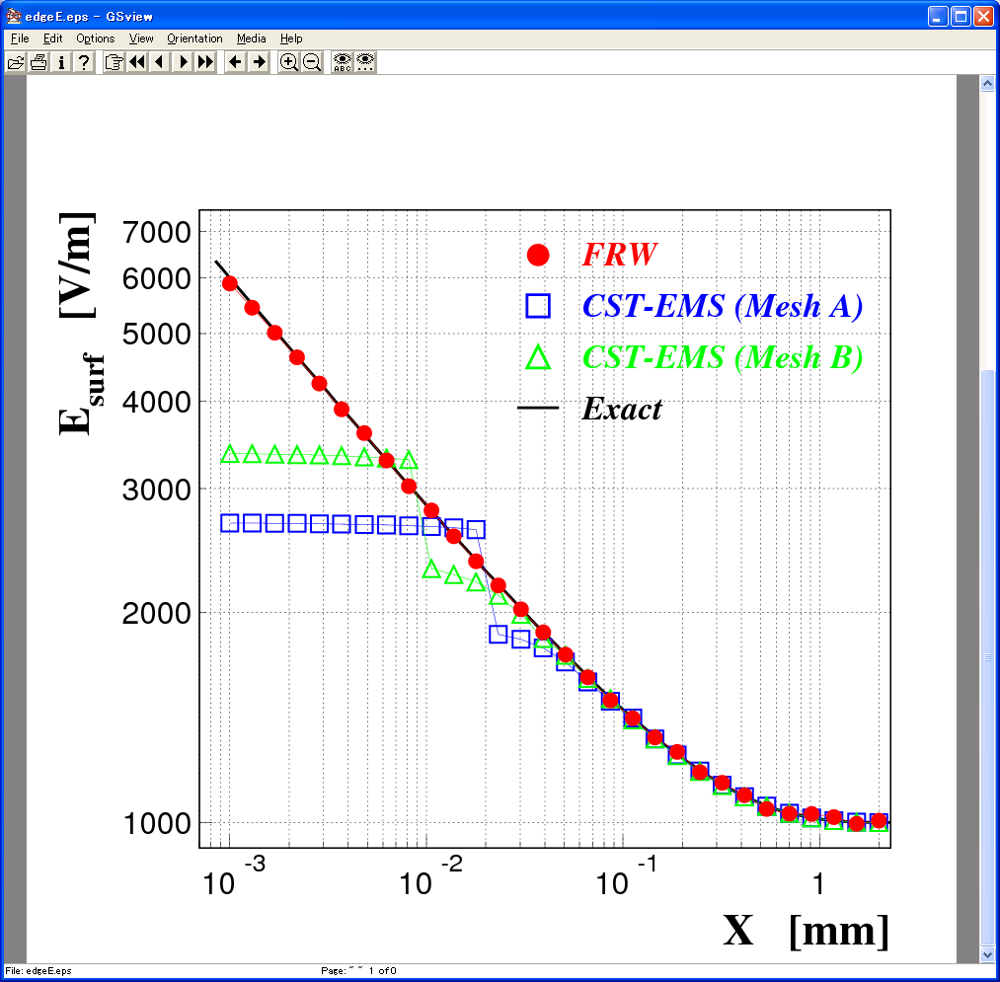 edgeE.eps - GSview
File Edit Options View Orientation Media Help
i ? ABC
E surf [V/m]
7000
6000
5000
4000
3000
2000
1000
FRW
CST-EMS (Mesh A)
CST-EMS (Mesh B)
Exact
10 -3 10 -2 10 -1 1
X [mm]
File: edgeE.eps Page: " " 1 of 0